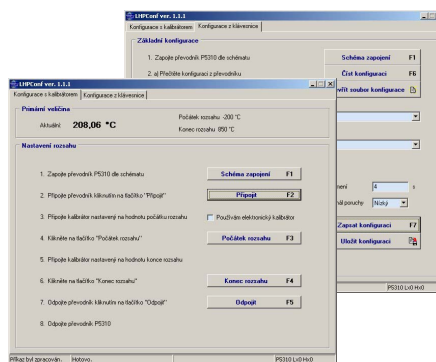 LHPConf ver. 1.1.1
Konfigurace s kalibrátorem Konfigurace z klávesnice
Základní konfigurace
1. Zapojte převodník P5310 dle schématu Schéma zapojení F1
2. a) Přečtěte konfiguraci z převodníku Číst konfiguraci F6
soubor konfigurace
4 s
poruchy Nízký
Zapsat konfiguraci F7
Uložit konfiguraci
P5310 Lx0 Hx0
LHPConf ver. 1.1.1
Konfigurace s kalibrátorem Konfigurace z klávesnice
Primární veličina
Aktuální: 208,06 °C
Počátek rozsahu -200 °C
Konec rozsahu 850 °C
Nastavení rozsahu
1. Zapojte převodník P5310 dle schématu Schéma zapojení F1
2. Připojte převodník kliknutím na tlačítko "Připojit" Připojit F2
3. Připojte kalibrátor nastavený na hodnotu počátku rozsahu Používám elektronický kalibrátor
4. Klikněte na tlačítko "Počátek rozsahu" Počátek rozsahu F3
5. Připojte kalibrátor nastavený na hodnotu konce rozsahu
6. Klikněte na tlačítko "Konec rozsahu" Konec rozsahu F4
7. Odpojte převodník kliknutím na tlačítko "Odpojit" Odpojit F5
8. Odpojte převodník P5310
Příkaz byl zpracován. Hotovo. P5310 Lx0 Hx0